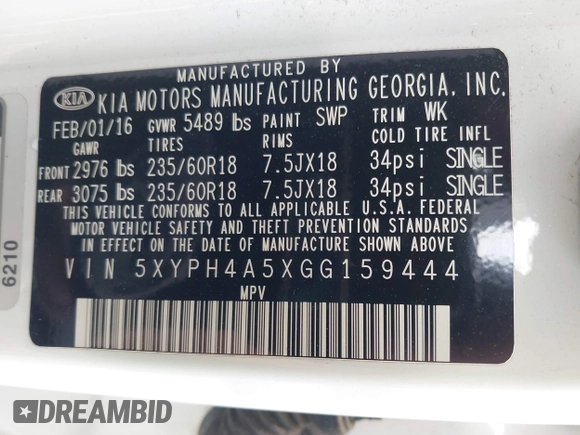 MANUFACTURED BY
KIA KIA MOTORS MANUFACTURING GEORGIA, INC.
FEB/01/16 GVWR 5489 lbs PAINT SWP TRIM WK
GAWR TIRES RIMS COLD TIRE INFL
FRONT 2976 lbs 235/60R18 7.5JX18 34psi SINGLE
REAR 3075 lbs 235/60R18 7.5JX18 34psi SINGLE
THIS VEHICLE CONFORMS TO ALL APPLICABLE U.S.A. FEDERAL
MOTOR VEHICLE SAFETY AND THEFT PREVENTION STANDARDS
IN EFFECT ON THE DATE OF MANUFACTURE SHOWN ABOVE.
VIN 5XYPH4A5XGG159444
MPV
6210
DREAMBID